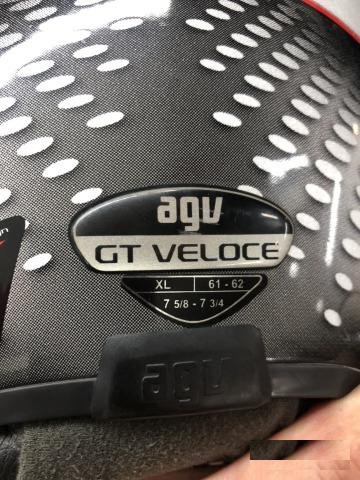 agv
GT VELOCE
XL 61 - 62
7 5/8 - 7 3/4
agv